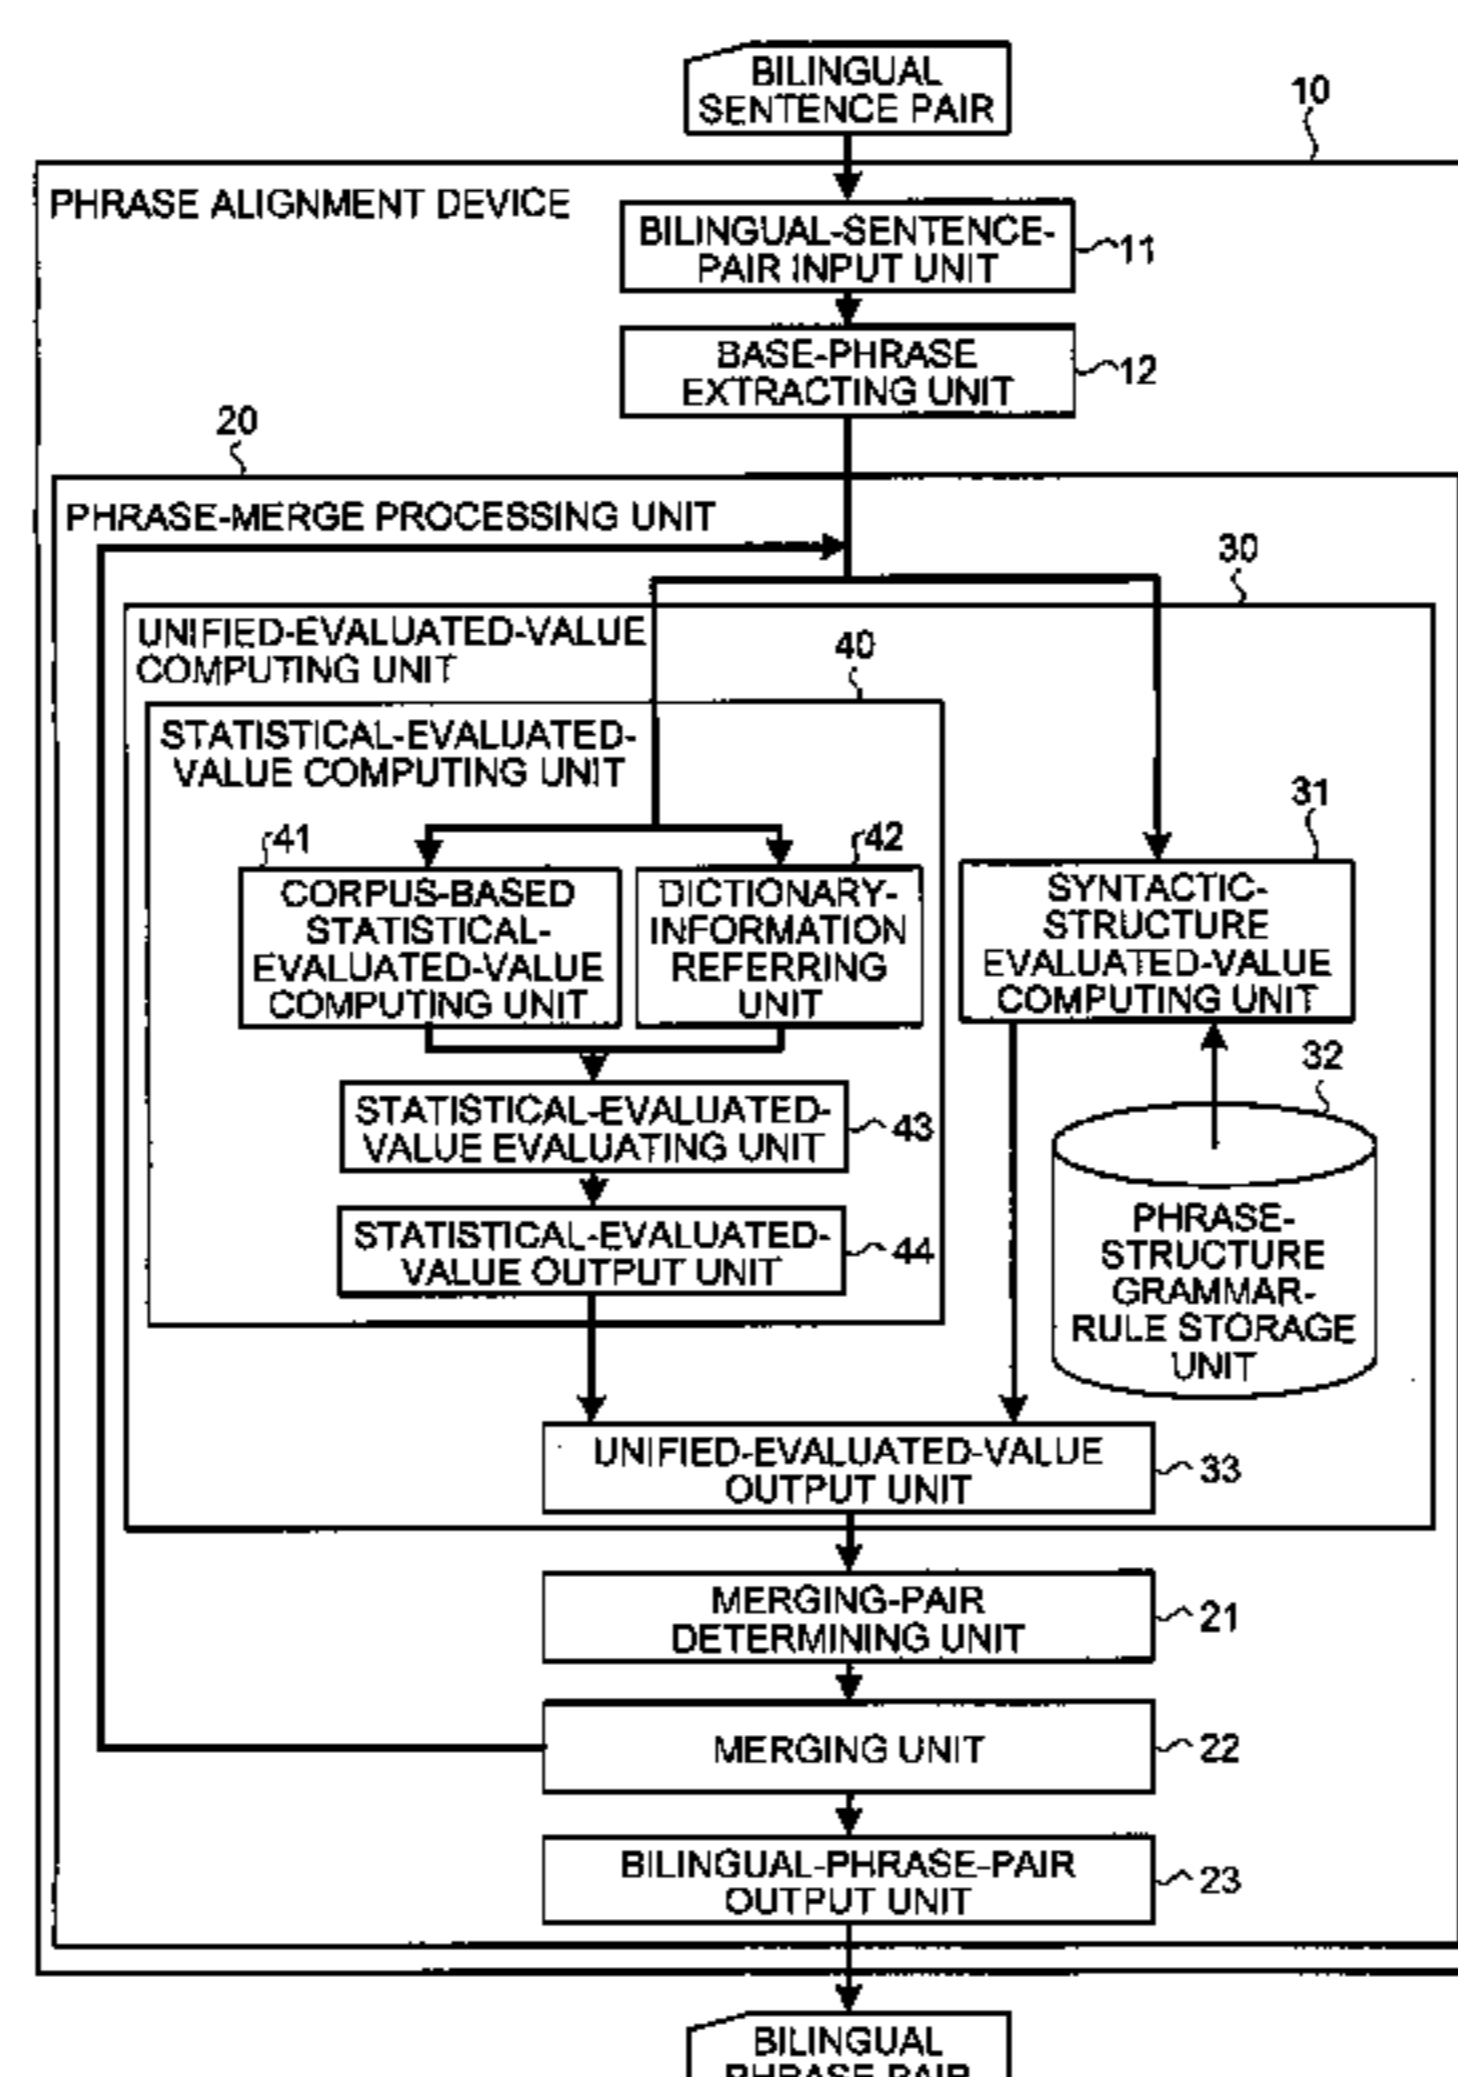 BILINGUAL
SENTENCE PAIR
10
PHRASE ALIGNMENT DEVICE
BILINGUAL-SENTENCE-
PAIR INPUT UNIT
11
BASE-PHRASE
EXTRACTING UNIT
12
20
PHRASE-MERGE PROCESSING UNIT
30
UNIFIED-EVALUATED-VALUE
COMPUTING UNIT
40
STATISTICAL-EVALUATED-
VALUE COMPUTING UNIT
41
CORPUS-BASED
STATISTICAL-
EVALUATED-VALUE
COMPUTING UNIT
42
DICTIONARY-
INFORMATION
REFERRING
UNIT
31
SYNTACTIC-
STRUCTURE
EVALUATED-VALUE
COMPUTING UNIT
32
PHRASE-
STRUCTURE
GRAMMAR-
RULE STORAGE
UNIT
STATISTICAL-EVALUATED-
VALUE EVALUATING UNIT
43
STATISTICAL-EVALUATED-
VALUE OUTPUT UNIT
44
UNIFIED-EVALUATED-VALUE
OUTPUT UNIT
33
MERGING-PAIR
DETERMINING UNIT
21
MERGING UNIT
22
BILINGUAL-PHRASE-PAIR
OUTPUT UNIT
23
BILINGUAL
PHRASE PAIR